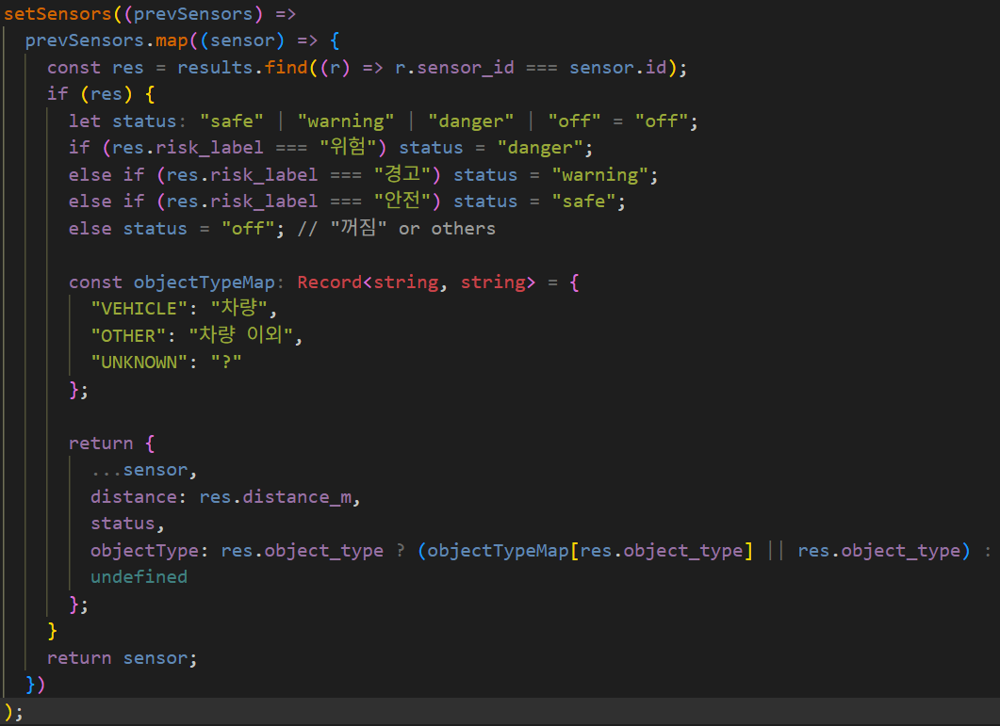 setSensors((prevSensors) =>
  prevSensors.map((sensor) => {
    const res = results.find((r) => r.sensor_id === sensor.id);
    if (res) {
      let status: "safe" | "warning" | "danger" | "off" = "off";
      if (res.risk_label === "위험") status = "danger";
      else if (res.risk_label === "경고") status = "warning";
      else if (res.risk_label === "안전") status = "safe";
      else status = "off"; // "꺼짐" or others

      const objectTypeMap: Record<string, string> = {
        "VEHICLE": "차량",
        "OTHER": "차량 이외",
        "UNKNOWN": "?"
      };

      return {
        ...sensor,
        distance: res.distance_m,
        status,
        objectType: res.object_type ? (objectTypeMap[res.object_type] || res.object_type) :
        undefined
      };
    }
    return sensor;
  })
);